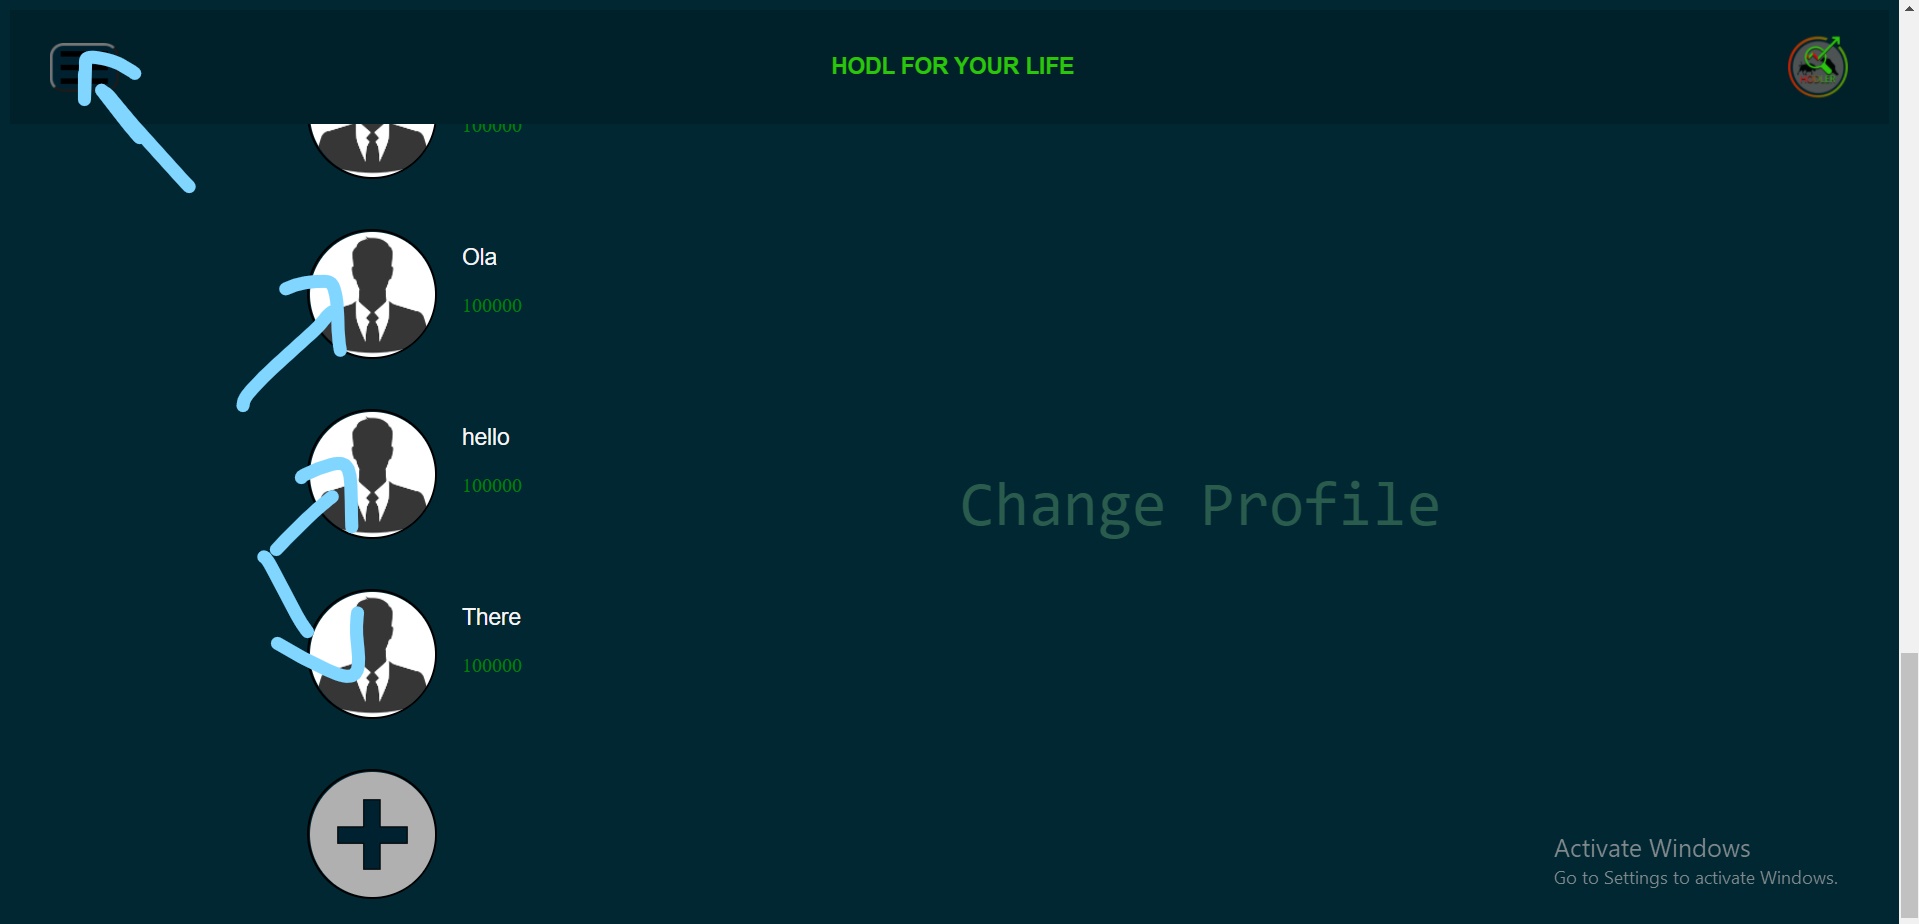 HODL FOR YOUR LIFE
100000
Ola
100000
hello
100000
Change Profile
There
100000
Activate Windows
Go to Settings to activate Windows.